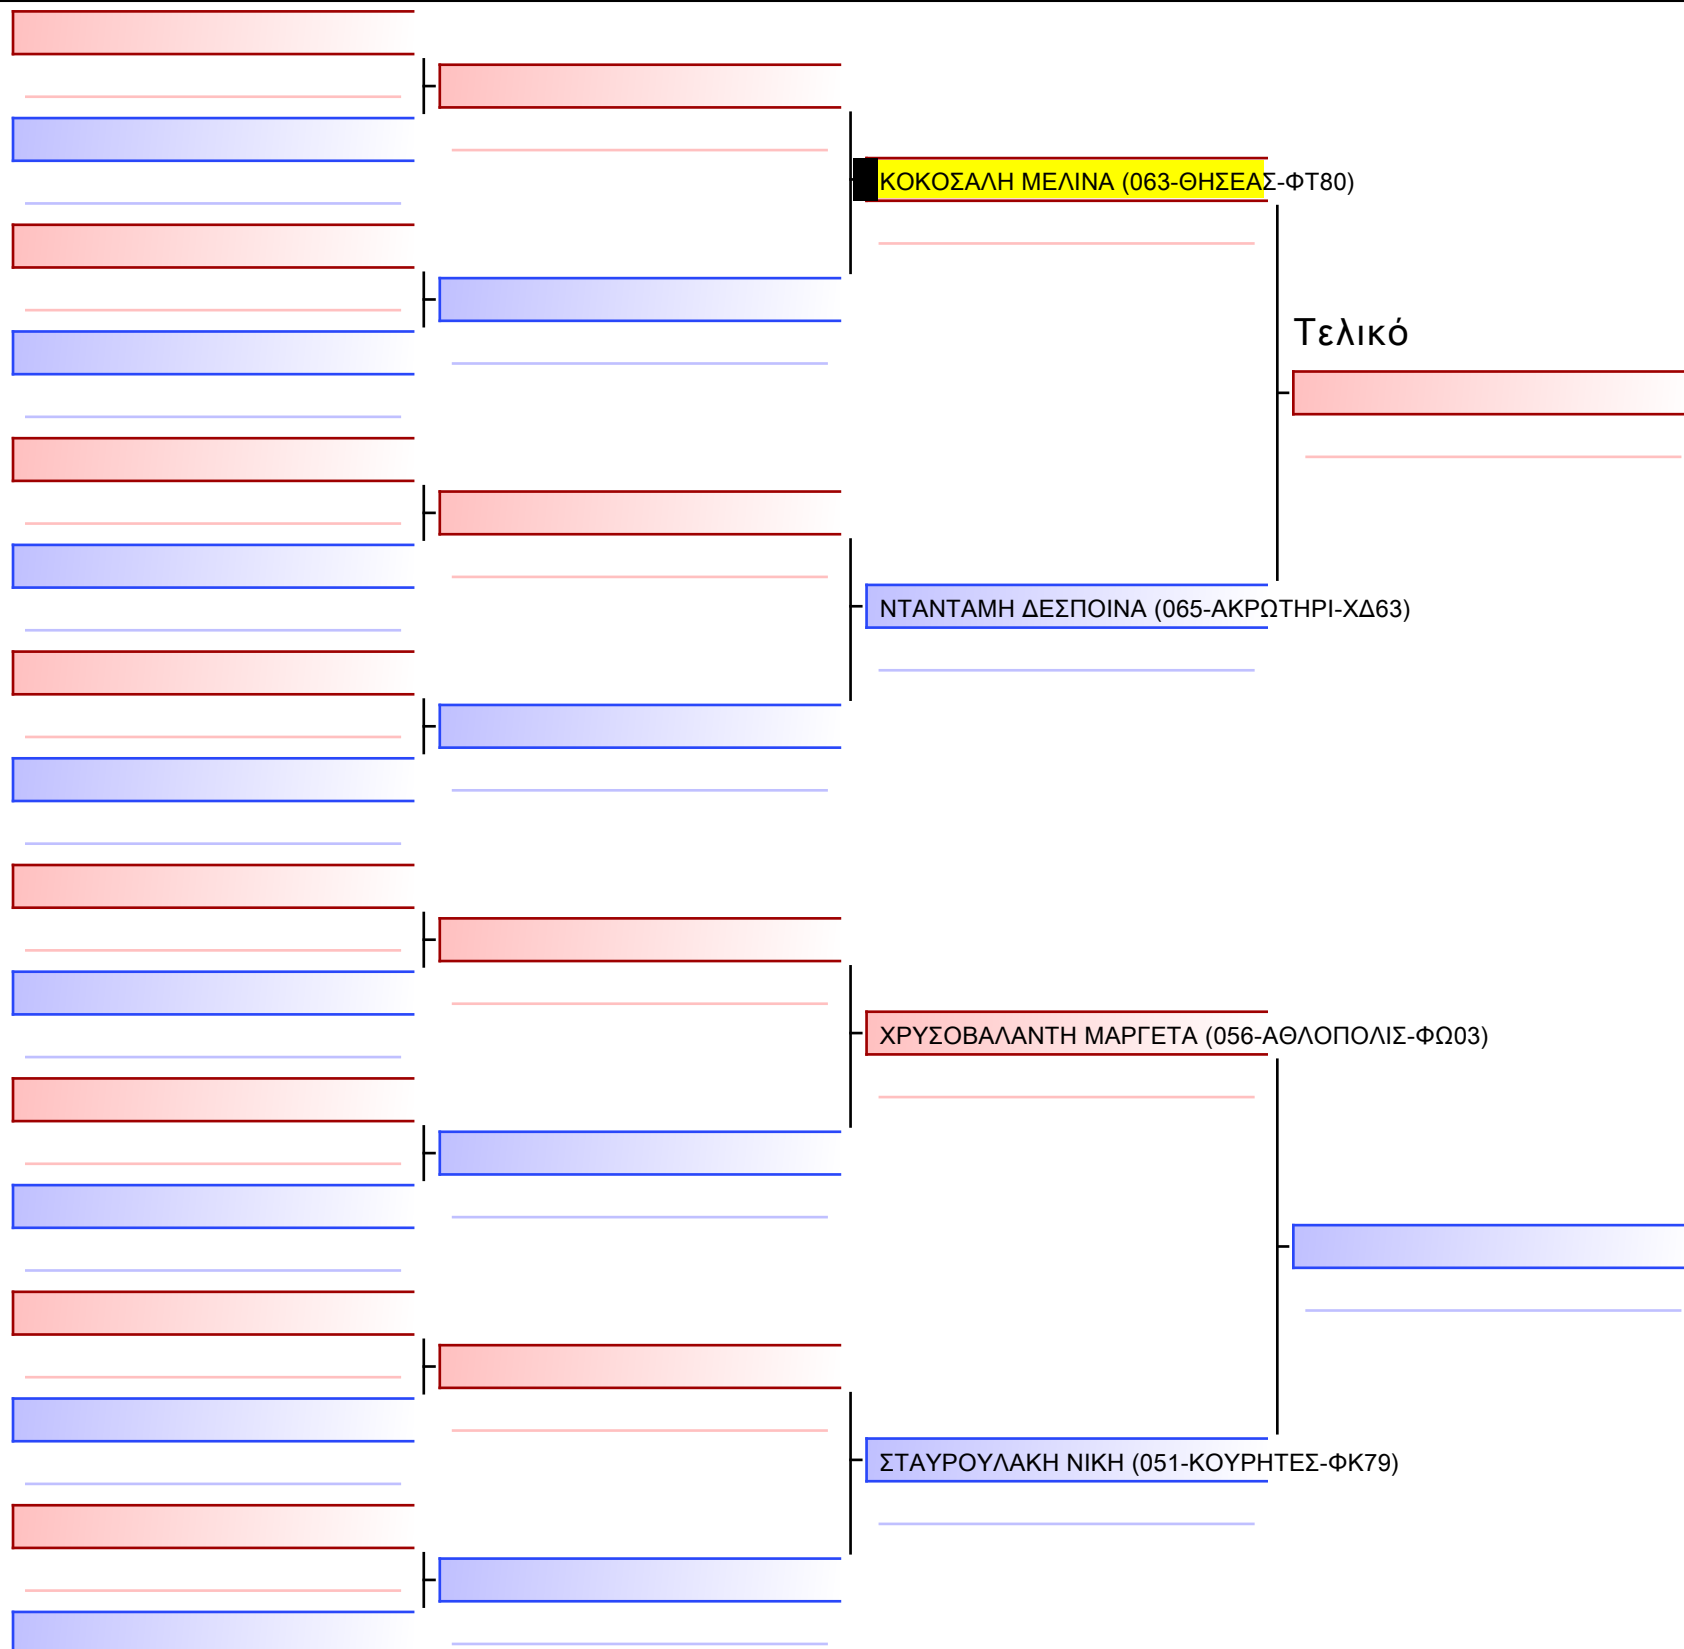 ΚΟΚΟΣΑΛΗ ΜΕΛΙΝΑ (063-ΘΗΣΕΑΣ-ΦΤ80)
Τελικό
ΝΤΑΝΤΑΜΗ ΔΕΣΠΟΙΝΑ (065-ΑΚΡΩΤΗΡΙ-ΧΔ63)
ΧΡΥΣΟΒΑΛΑΝΤΗ ΜΑΡΓΕΤΑ (056-ΑΘΛΟΠΟΛΙΣ-ΦΩ03)
ΣΤΑΥΡΟΥΛΑΚΗ ΝΙΚΗ (051-ΚΟΥΡΗΤΕΣ-ΦΚ79)